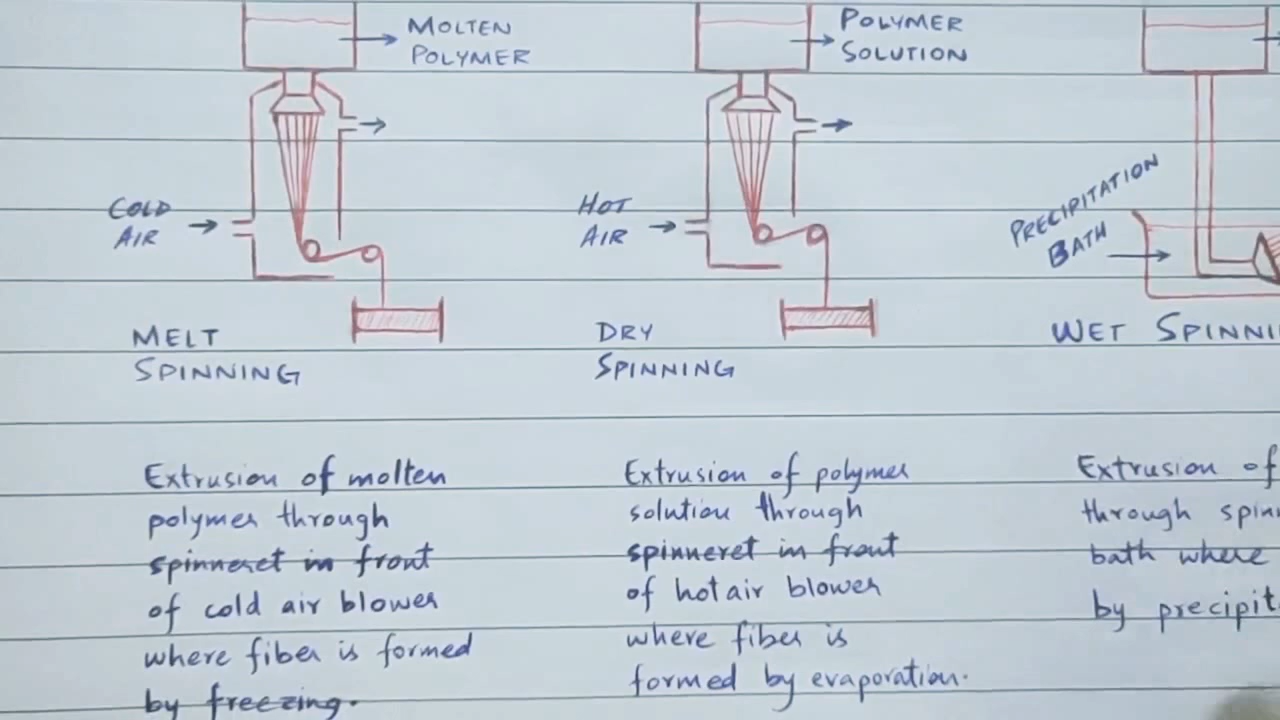 MOLTEN
POLYMER
COLD
AIR
MELT
SPINNING
Extrusion of molten
polymer through
spinneret in front
of cold air blower
where fiber is formed
by freezing.
POLYMER
SOLUTION
HOT
AIR
DRY
SPINNING
Extrusion of polymer
solution through
spinneret in front
of hot air blower
where fiber is
formed by evaporation.
PRECIPITATION
BATH
WET SPINNI
Extrusion of
through spin
bath where
by precipit